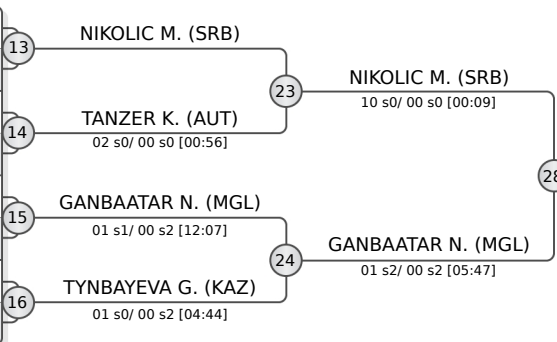 NIKOLIC M. (SRB)
13
NIKOLIC M. (SRB)
23
10 s0/ 00 s0 [00:09]
TANZER K. (AUT)
14
02 s0/ 00 s0 [00:56]
28
GANBAATAR N. (MGL)
15
01 s1/ 00 s2 [12:07]
GANBAATAR N. (MGL)
24
01 s2/ 00 s2 [05:47]
TYNBAYEVA G. (KAZ)
16
01 s0/ 00 s2 [04:44]